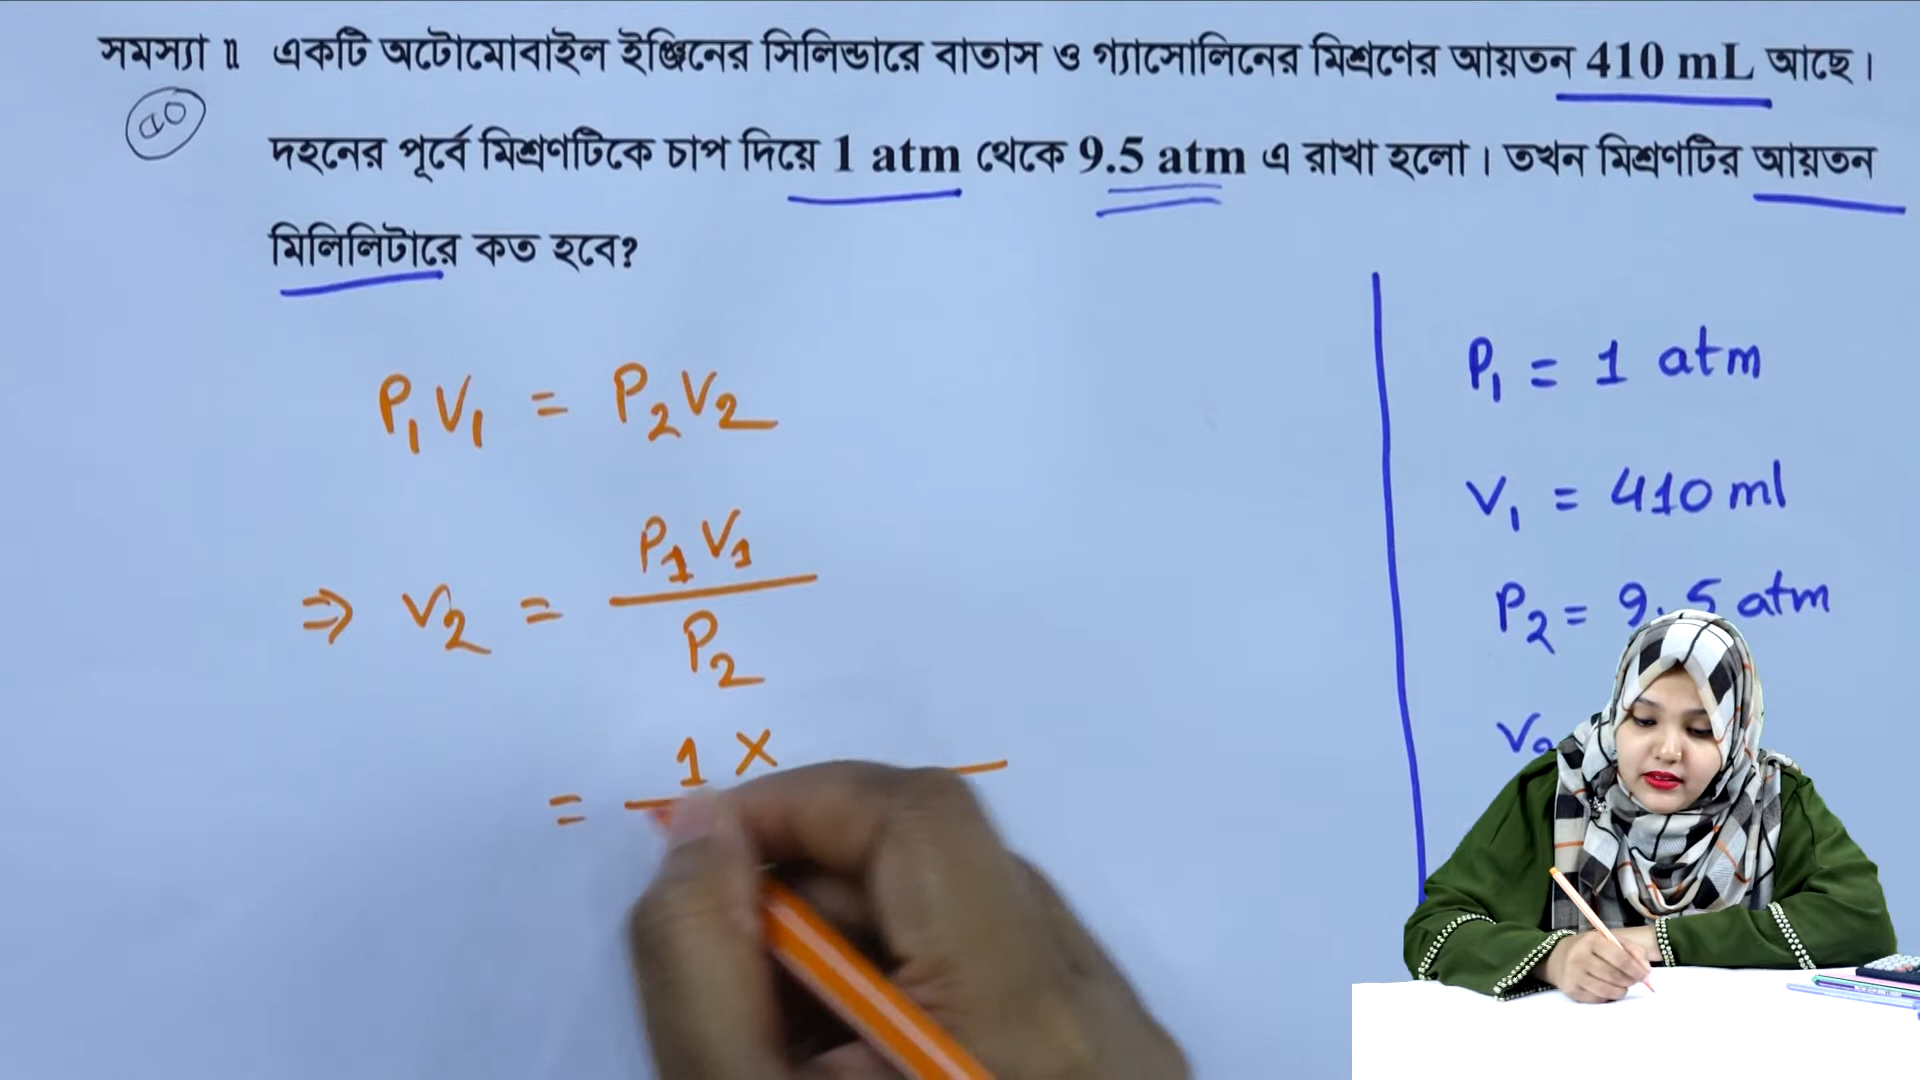 সমস্যা ॥ একটি অটোমোবাইল ইঞ্জিনের সিলিন্ডারে বাতাস ও গ্যাসোলিনের মিশ্রণের আয়তন 410 mL আছে।
দহনের পূর্বে মিশ্রণটিকে চাপ দিয়ে 1 atm থেকে 9.5 atm এ রাখা হলো। তখন মিশ্রণটির আয়তন
মিলিলিটারে কত হবে?
P₁V₁ = P₂V₂
⇒ V₂ = P₁V₁ / P₂
= 1 ×
P₁ = 1 atm
V₁ = 410 ml
P₂ = 9.5 atm